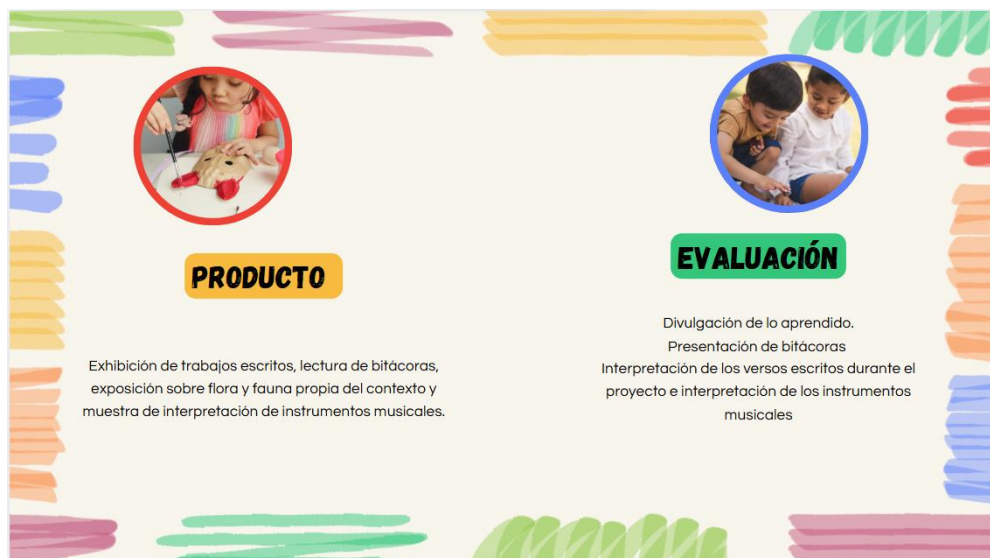 PRODUCTO
Exhibición de trabajos escritos, lectura de bitácoras,
exposición sobre flora y fauna propia del contexto y
muestra de interpretación de instrumentos musicales.
EVALUACIÓN
Divulgación de lo aprendido.
Presentación de bitácoras
Interpretación de los versos escritos durante el
proyecto e interpretación de los instrumentos
musicales